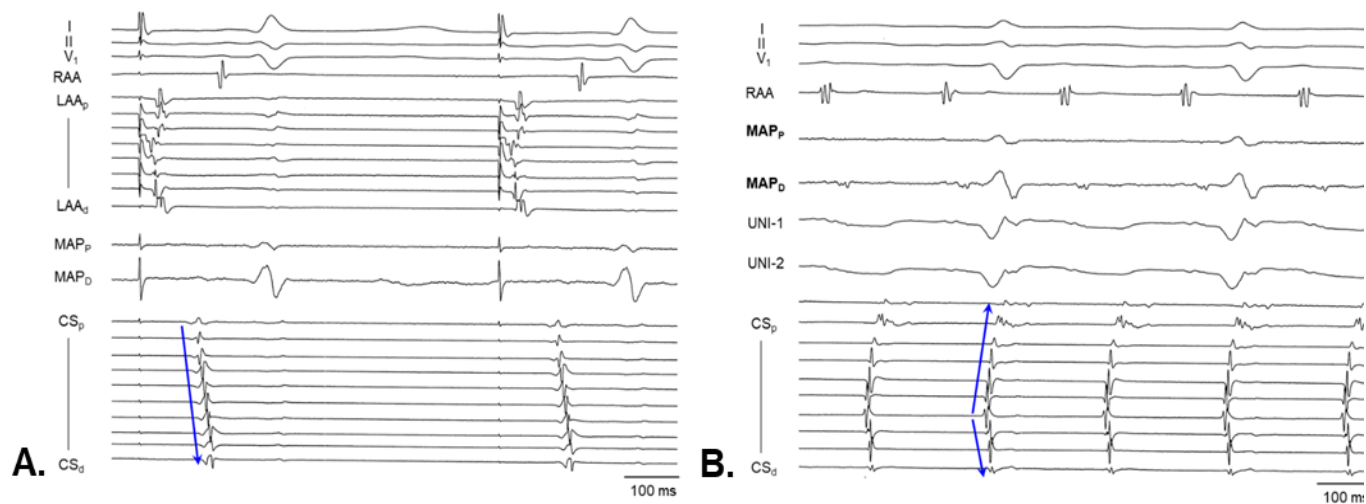 I
II
V1
RAA
LAAp
LAAd
MAPP
MAPD
CSp
CSd
A.
100 ms
I
II
V1
RAA
MAPP
MAPD
UNI-1
UNI-2
CSp
CSd
B.
100 ms